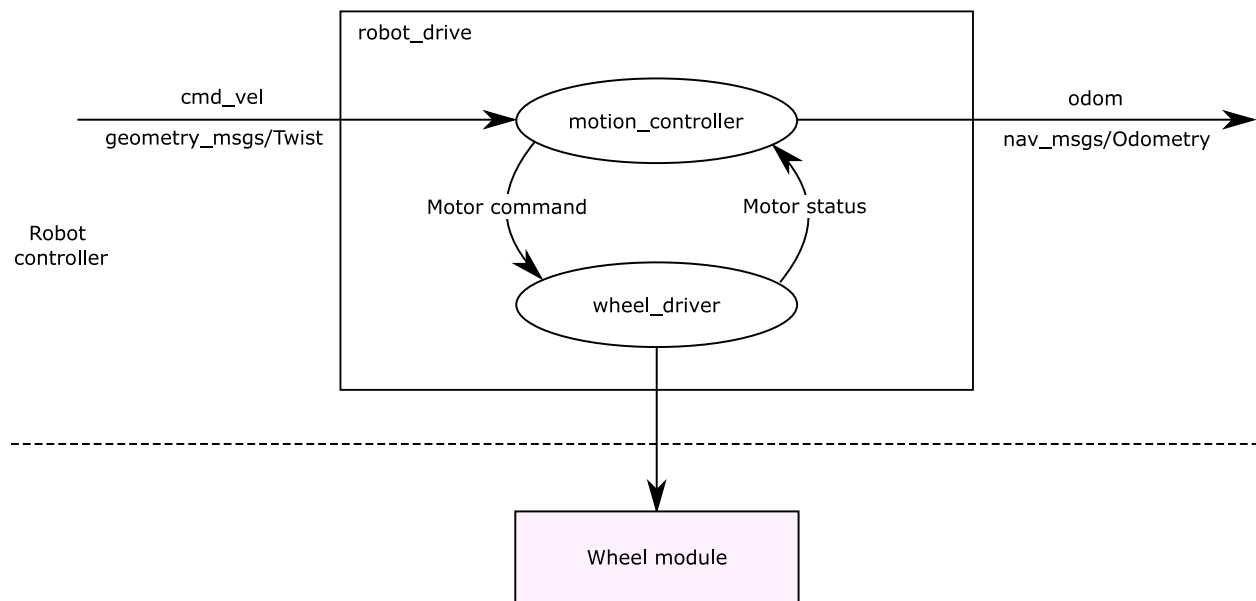 robot_drive
cmd_vel
geometry_msgs/Twist
motion_controller
odom
nav_msgs/Odometry
Motor command
Motor status
Robot
controller
wheel_driver
Wheel module